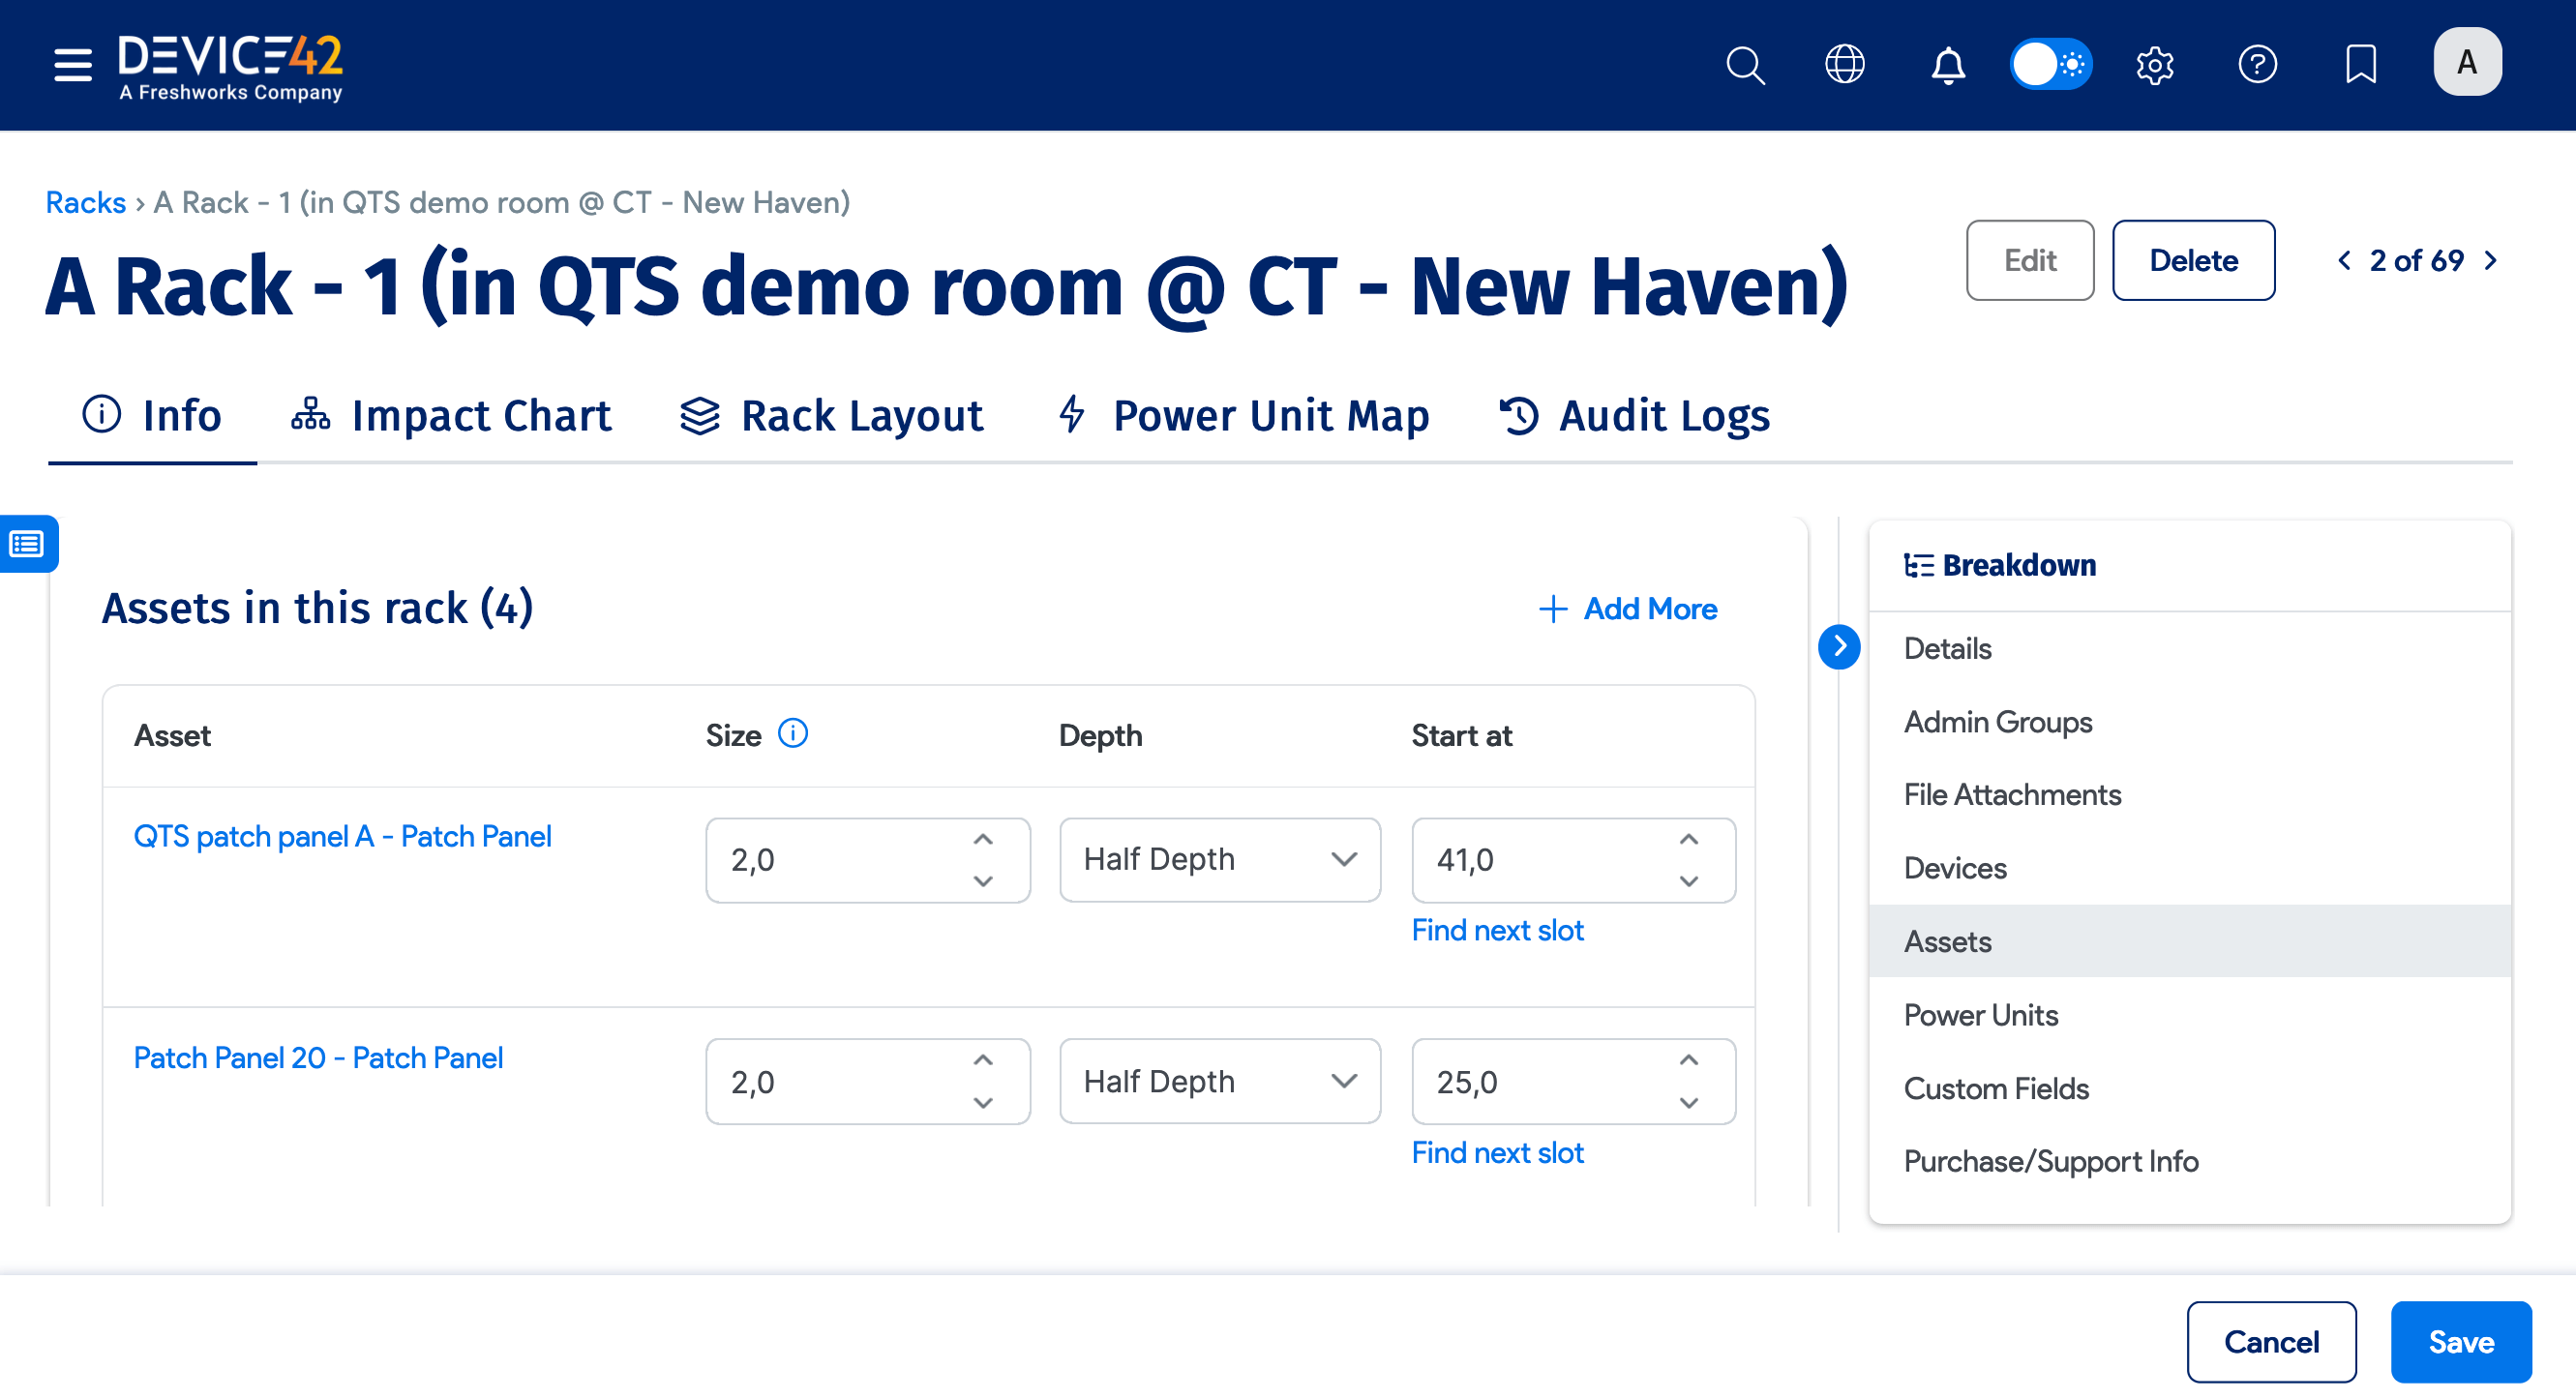 DEVICE42
A Freshworks Company
A
Racks › A Rack - 1 (in QTS demo room @ CT - New Haven)
A Rack - 1 (in QTS demo room @ CT - New Haven)
Edit
Delete
2 of 69
Info
Impact Chart
Rack Layout
Power Unit Map
Audit Logs
Assets in this rack (4)
Add More
Asset Size Depth Start at
QTS patch panel A - Patch Panel
2,0
Half Depth
41,0
Find next slot
Patch Panel 20 - Patch Panel
2,0
Half Depth
25,0
Find next slot
Breakdown
Details
Admin Groups
File Attachments
Devices
Assets
Power Units
Custom Fields
Purchase/Support Info
Cancel
Save